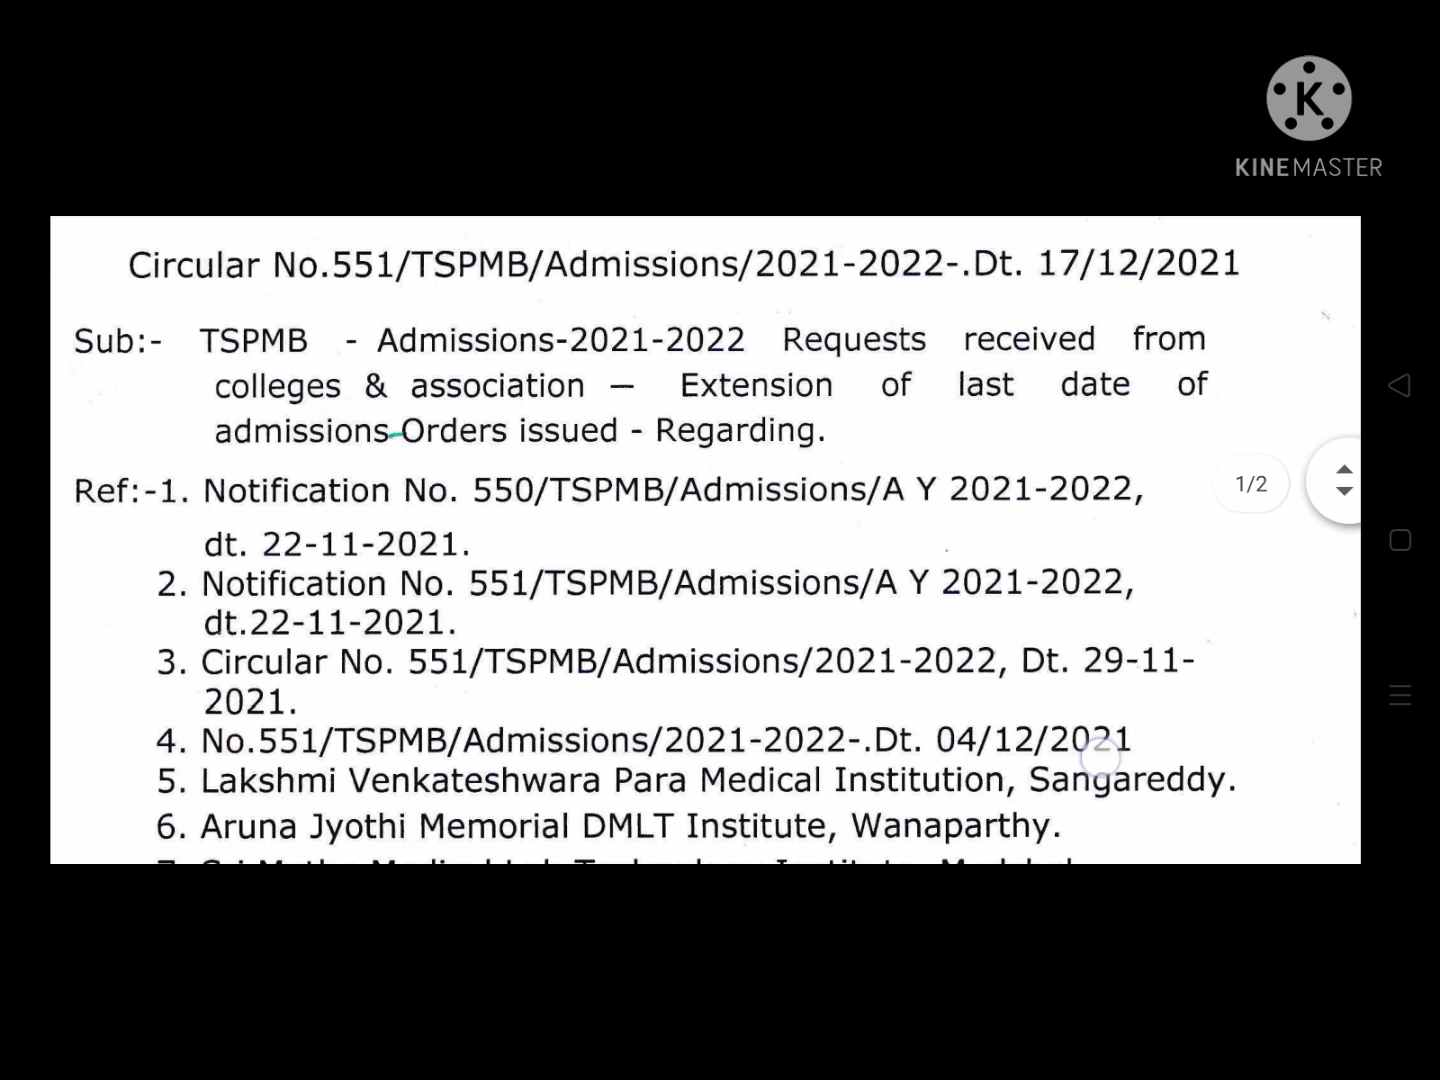 KINEMASTER
Circular No.551/TSPMB/Admissions/2021-2022-.Dt. 17/12/2021
Sub:- TSPMB - Admissions-2021-2022 Requests received from
colleges & association – Extension of last date of
admissions-Orders issued - Regarding.
Ref:-1. Notification No. 550/TSPMB/Admissions/A Y 2021-2022,
1/2
dt. 22-11-2021.
2. Notification No. 551/TSPMB/Admissions/A Y 2021-2022,
dt.22-11-2021.
3. Circular No. 551/TSPMB/Admissions/2021-2022, Dt. 29-11-
2021.
4. No.551/TSPMB/Admissions/2021-2022-.Dt. 04/12/2021
5. Lakshmi Venkateshwara Para Medical Institution, Sangareddy.
6. Aruna Jyothi Memorial DMLT Institute, Wanaparthy.